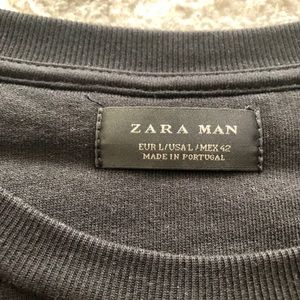 ZARA MAN
EUR L/USA L/MEX 42
MADE IN PORTUGAL